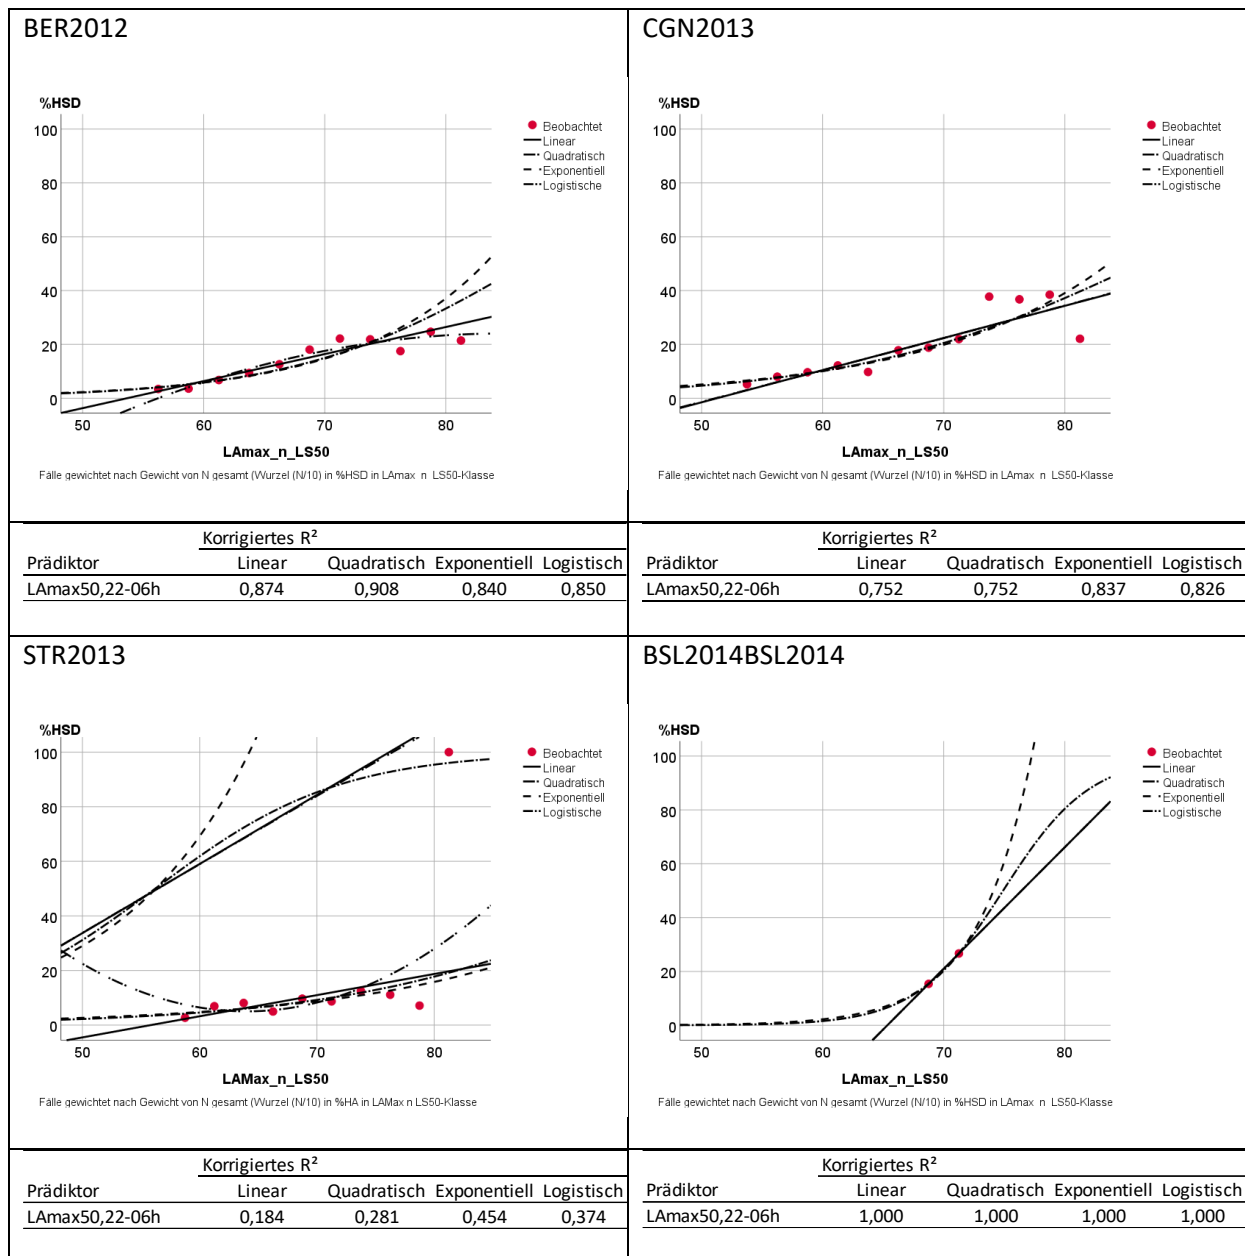 BER2012
%HSD
100
80
60
40
20
0
50 60 70 80
LAmax_n_LS50
Beobachtet
Linear
Quadratisch
Exponentiell
Logistische
Fälle gewichtet nach Gewicht von N gesamt (Wurzel (N/10) in %HSD in LAmax_n_LS50-Klasse
Korrigiertes R²
Prädiktor Linear Quadratisch Exponentiell Logistisch
LAmax50,22-06h 0,874 0,908 0,840 0,850
CGN2013
%HSD
100
80
60
40
20
0
50 60 70 80
LAmax_n_LS50
Beobachtet
Linear
Quadratisch
Exponentiell
Logistische
Fälle gewichtet nach Gewicht von N gesamt (Wurzel (N/10) in %HSD in LAmax_n_LS50-Klasse
Korrigiertes R²
Prädiktor Linear Quadratisch Exponentiell Logistisch
LAmax50,22-06h 0,752 0,752 0,837 0,826
STR2013
%HSD
100
80
60
40
20
0
50 60 70 80
LAMax_n_LS50
Beobachtet
Linear
Quadratisch
Exponentiell
Logistische
Fälle gewichtet nach Gewicht von N gesamt (Wurzel (N/10) in %HA in LAMax n LS50-Klasse
Korrigiertes R²
Prädiktor Linear Quadratisch Exponentiell Logistisch
LAmax50,22-06h 0,184 0,281 0,454 0,374
BSL2014BSL2014
%HSD
100
80
60
40
20
0
50 60 70 80
LAmax_n_LS50
Beobachtet
Linear
Quadratisch
Exponentiell
Logistische
Fälle gewichtet nach Gewicht von N gesamt (Wurzel (N/10) in %HSD in LAmax_n_LS50-Klasse
Korrigiertes R²
Prädiktor Linear Quadratisch Exponentiell Logistisch
LAmax50,22-06h 1,000 1,000 1,000 1,000